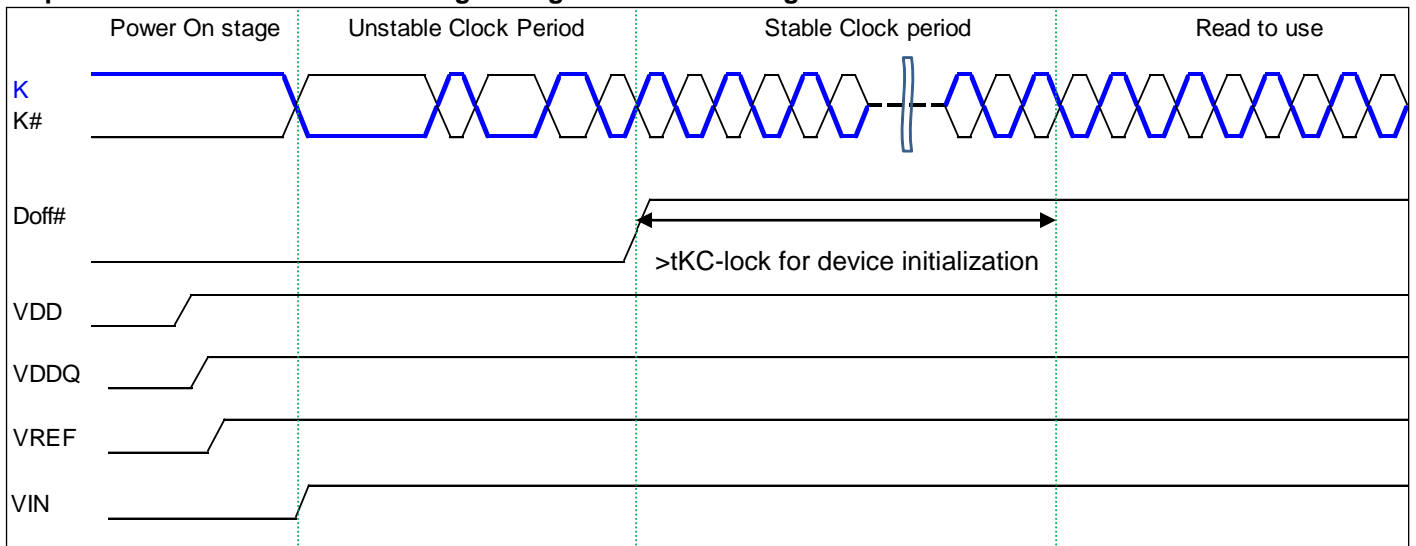 Power On stage Unstable Clock Period Stable Clock period Read to use
K
K#
Doff#
>tKC-lock for device initialization
VDD
VDDQ
VREF
VIN